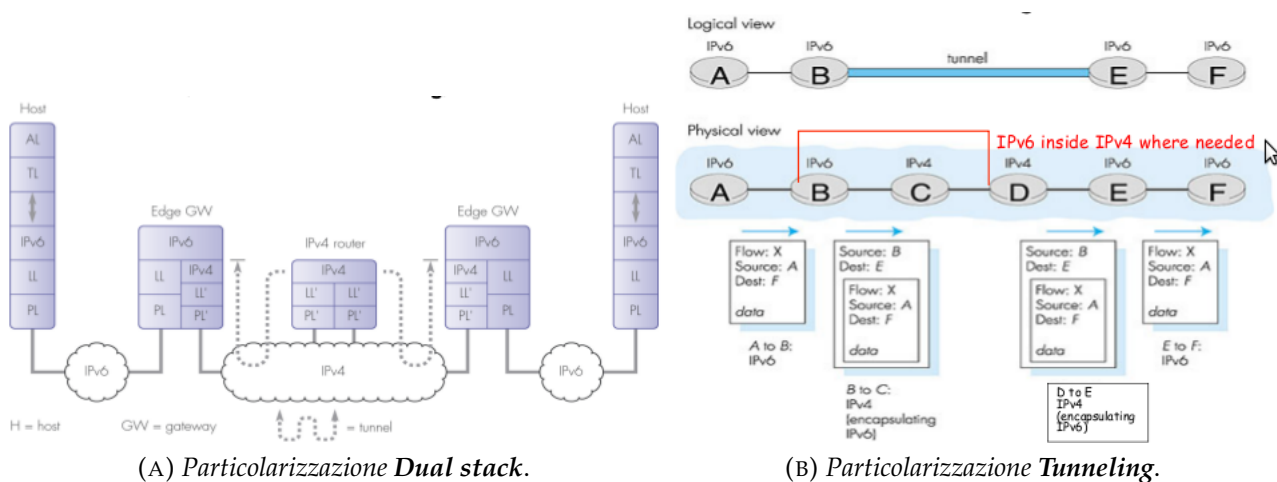 Host
AL
TL
IPv6
LL
PL
Edge GW
IPv6
LL
IPv4
LL'
PL
PL'
IPv4 router
IPv4
LL' LL'
PL' PL'
Edge GW
IPv6
IPv4
LL
LL'
PL'
PL
Host
AL
TL
IPv6
LL
PL
IPv6
IPv4
IPv6
H = host
GW = gateway
= tunnel
(A) Particolarizzazione Dual stack.
Logical view
IPv6 IPv6 tunnel IPv6 IPv6
A B E F
Physical view
IPv6 inside IPv4 where needed
IPv6 IPv6 IPv4 IPv4 IPv6 IPv6
A B C D E F
Flow: X
Source: A
Dest: F
data
A to B:
IPv6
Source: B
Dest: E
Flow: X
Source: A
Dest: F
data
B to C:
IPv4
(encapsulating
IPv6)
Source: B
Dest: E
Flow: X
Source: A
Dest: F
data
D to E
IPv4
(encapsulating
IPv6)
Flow: X
Source: A
Dest: F
data
E to F:
IPv6
(B) Particolarizzazione Tunneling.